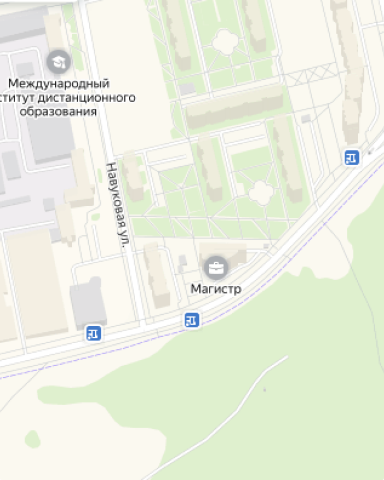 Международный
ститут дистанционного
образования
Навуковая ул.
Магистр